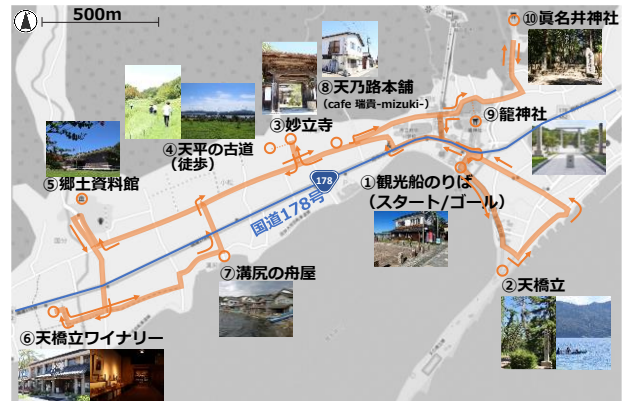 500m
⑩眞名井神社
⑧天乃路本舗
(cafe 瑞貴-mizuki-)
⑨籠神社
③妙立寺
④天平の古道
(徒歩)
⑤郷土資料館
178
国道178号
①観光船のりば
(スタート/ゴール)
⑦溝尻の舟屋
②天橋立
⑥天橋立ワイナリー